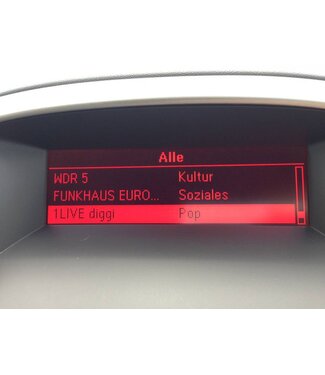 Alle
WDR 5 Kultur
FUNKHAUS EURO... Soziales
1LIVE diggi Pop